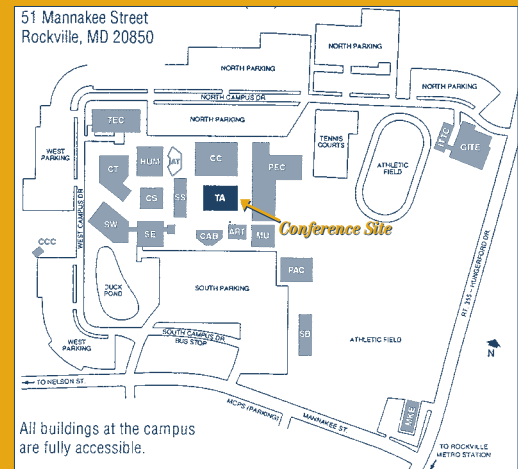 51 Mannakee Street
Rockville, MD 20850
NORTH PARKING
NORTH PARKING
NORTH PARKING
NORTH CAMPUS DR
NORTH PARKING
TENNIS
COURTS
WEST
PARKING
HUM
CC
PEC
GITE
ATHLETIC
FIELD
CT
CS
SS
TA
WEST CAMPUS DR
SW
SE
CAB
ART
MU
Conference Site
CCC
PAC
DUCK
POND
SOUTH PARKING
RT 355 - HUNGERFORD DR
SB
ATHLETIC FIELD
SOUTH CAMPUS DR
BUS STOP
WEST
PARKING
N
TO NELSON ST.
MCPS (PARKING)
MANNAKEE ST.
MKE
All buildings at the campus
are fully accessible.
TO ROCKVILLE
METRO STATION